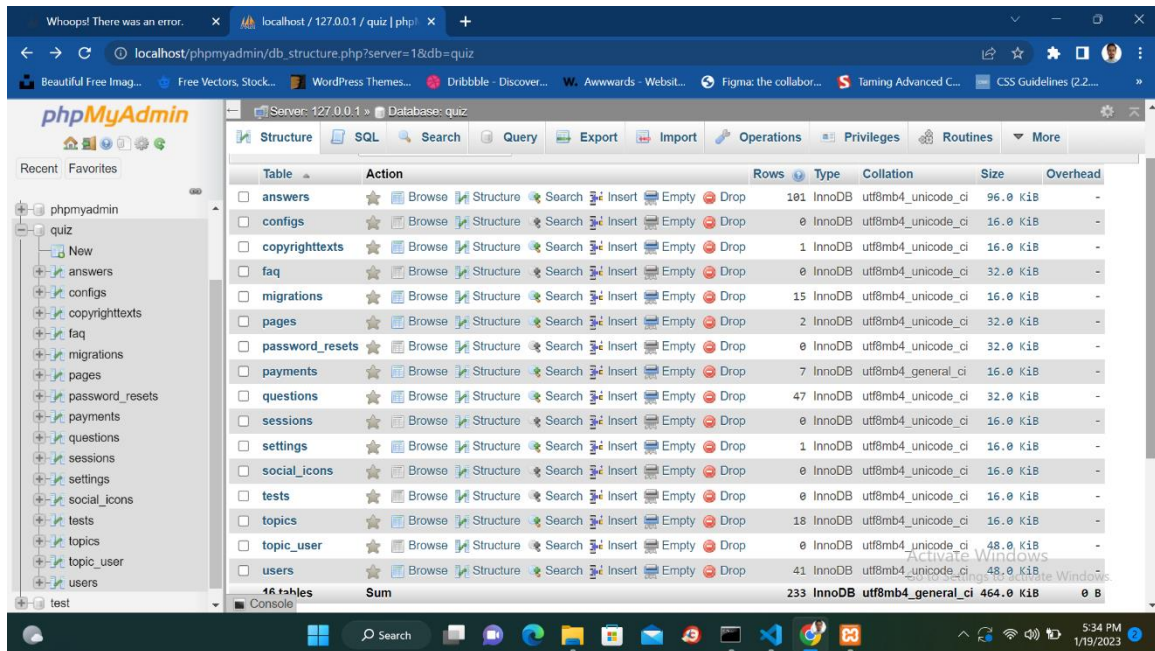 Whoops! There was an error.
localhost / 127.0.0.1 / quiz | php
localhost/phpmyadmin/db_structure.php?server=1&db=quiz
Beautiful Free Imag... Free Vectors, Stock... WordPress Themes... Dribbble - Discover... W. Awwwards - Websit... Figma: the collabor... Taming Advanced C... CSS Guidelines (2.2.... »
phpMyAdmin
Recent Favorites
phpmyadmin
quiz
New
answers
configs
copyrighttexts
faq
migrations
pages
password_resets
payments
questions
sessions
settings
social_icons
tests
topics
topic_user
users
test
Server: 127.0.0.1 » Database: quiz
Structure SQL Search Query Export Import Operations Privileges Routines More
Table Action Rows Type Collation Size Overhead
answers Browse Structure Search Insert Empty Drop 101 InnoDB utf8mb4_unicode_ci 96.0 KiB -
configs Browse Structure Search Insert Empty Drop 0 InnoDB utf8mb4_unicode_ci 16.0 KiB -
copyrighttexts Browse Structure Search Insert Empty Drop 1 InnoDB utf8mb4_unicode_ci 16.0 KiB -
faq Browse Structure Search Insert Empty Drop 0 InnoDB utf8mb4_unicode_ci 32.0 KiB -
migrations Browse Structure Search Insert Empty Drop 15 InnoDB utf8mb4_unicode_ci 16.0 KiB -
pages Browse Structure Search Insert Empty Drop 2 InnoDB utf8mb4_unicode_ci 32.0 KiB -
password_resets Browse Structure Search Insert Empty Drop 0 InnoDB utf8mb4_unicode_ci 32.0 KiB -
payments Browse Structure Search Insert Empty Drop 7 InnoDB utf8mb4_general_ci 16.0 KiB -
questions Browse Structure Search Insert Empty Drop 47 InnoDB utf8mb4_unicode_ci 32.0 KiB -
sessions Browse Structure Search Insert Empty Drop 0 InnoDB utf8mb4_unicode_ci 16.0 KiB -
settings Browse Structure Search Insert Empty Drop 1 InnoDB utf8mb4_unicode_ci 16.0 KiB -
social_icons Browse Structure Search Insert Empty Drop 0 InnoDB utf8mb4_unicode_ci 16.0 KiB -
tests Browse Structure Search Insert Empty Drop 0 InnoDB utf8mb4_unicode_ci 16.0 KiB -
topics Browse Structure Search Insert Empty Drop 18 InnoDB utf8mb4_unicode_ci 16.0 KiB -
topic_user Browse Structure Search Insert Empty Drop 0 InnoDB utf8mb4_unicode_ci 48.0 KiB -
users Browse Structure Search Insert Empty Drop 41 InnoDB utf8mb4_unicode_ci 48.0 KiB -
16 tables Sum 233 InnoDB utf8mb4_general_ci 464.0 KiB 0 B
Activate Windows
Go to Settings to activate Windows.
Console
Search
5:34 PM
1/19/2023
2